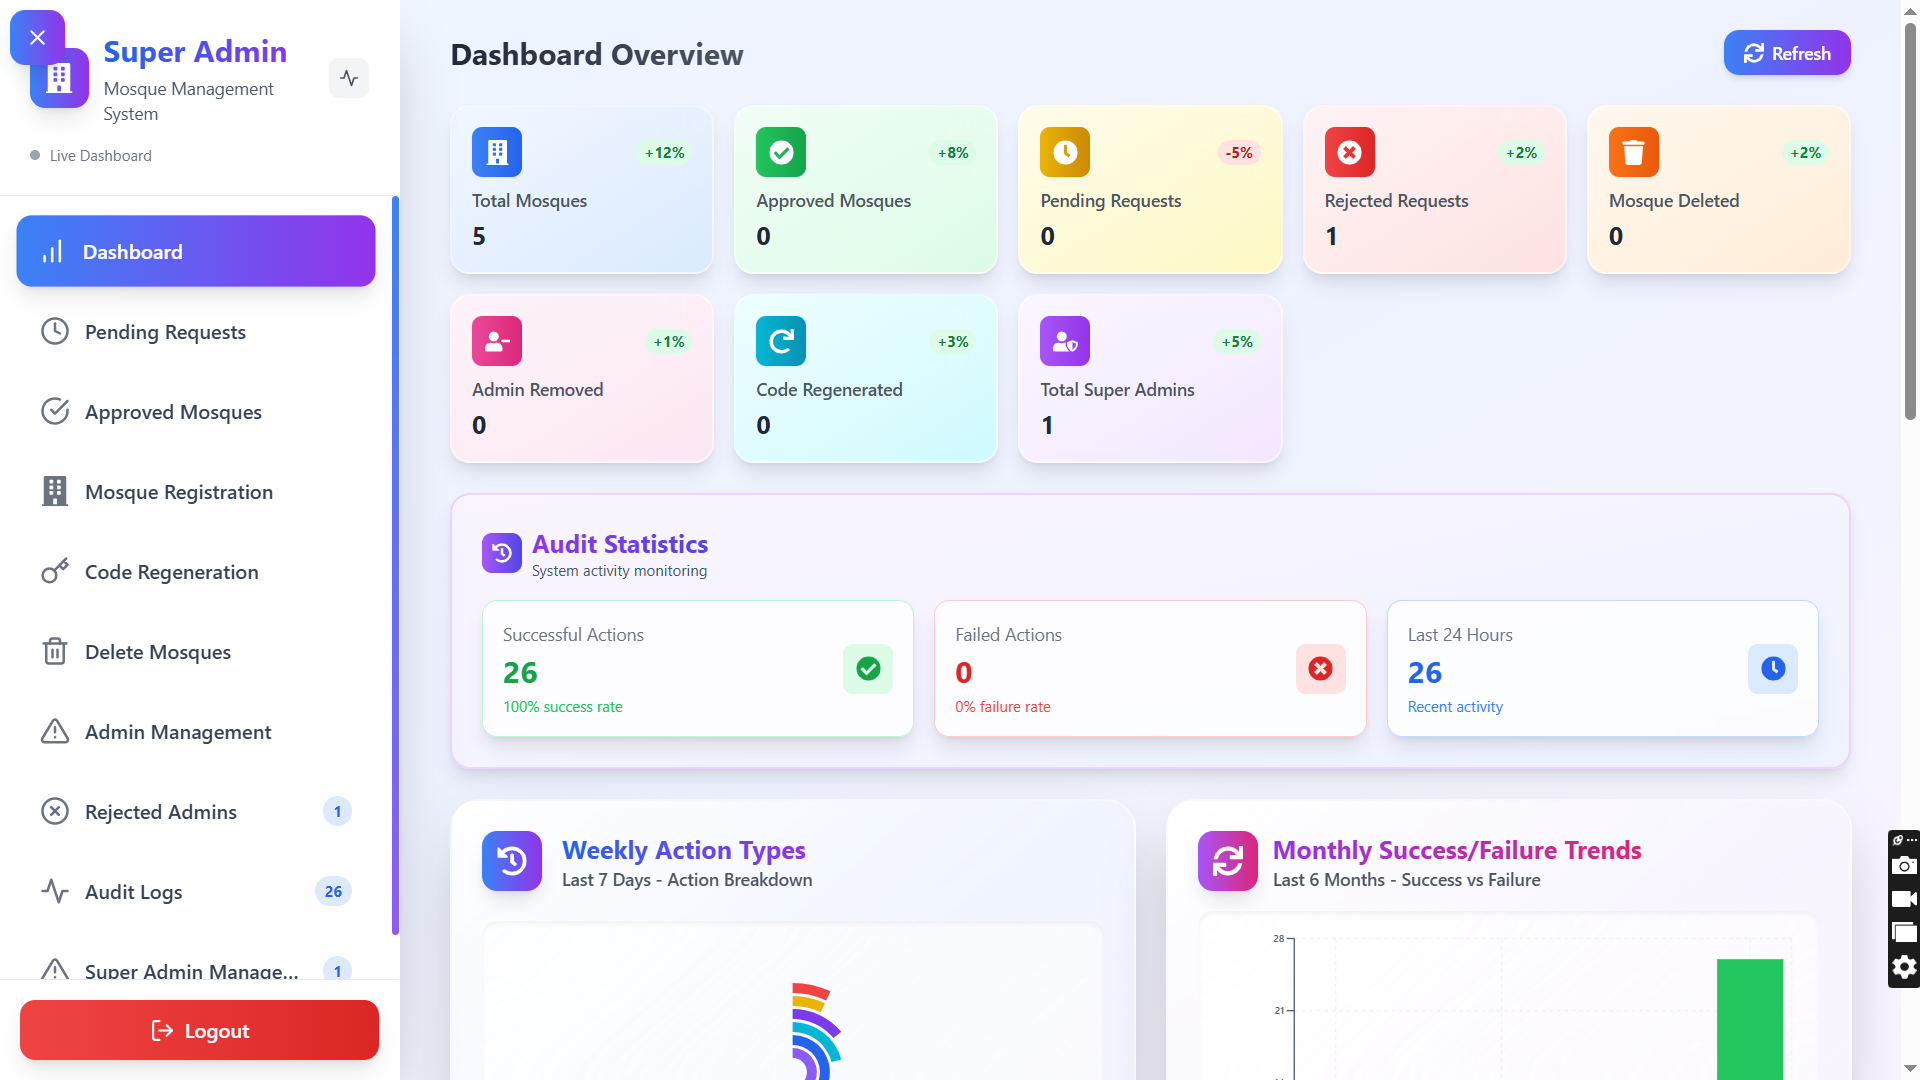 Super Admin
Mosque Management
System
Live Dashboard
Dashboard
Pending Requests
Approved Mosques
Mosque Registration
Code Regeneration
Delete Mosques
Admin Management
Rejected Admins 1
Audit Logs 26
Super Admin Manage... 1
Logout
Dashboard Overview
Refresh
+12%
Total Mosques
5
+8%
Approved Mosques
0
-5%
Pending Requests
0
+2%
Rejected Requests
1
+2%
Mosque Deleted
0
+1%
Admin Removed
0
+3%
Code Regenerated
0
+5%
Total Super Admins
1
Audit Statistics
System activity monitoring
Successful Actions
26
100% success rate
Failed Actions
0
0% failure rate
Last 24 Hours
26
Recent activity
Weekly Action Types
Last 7 Days - Action Breakdown
Monthly Success/Failure Trends
Last 6 Months - Success vs Failure
28
21